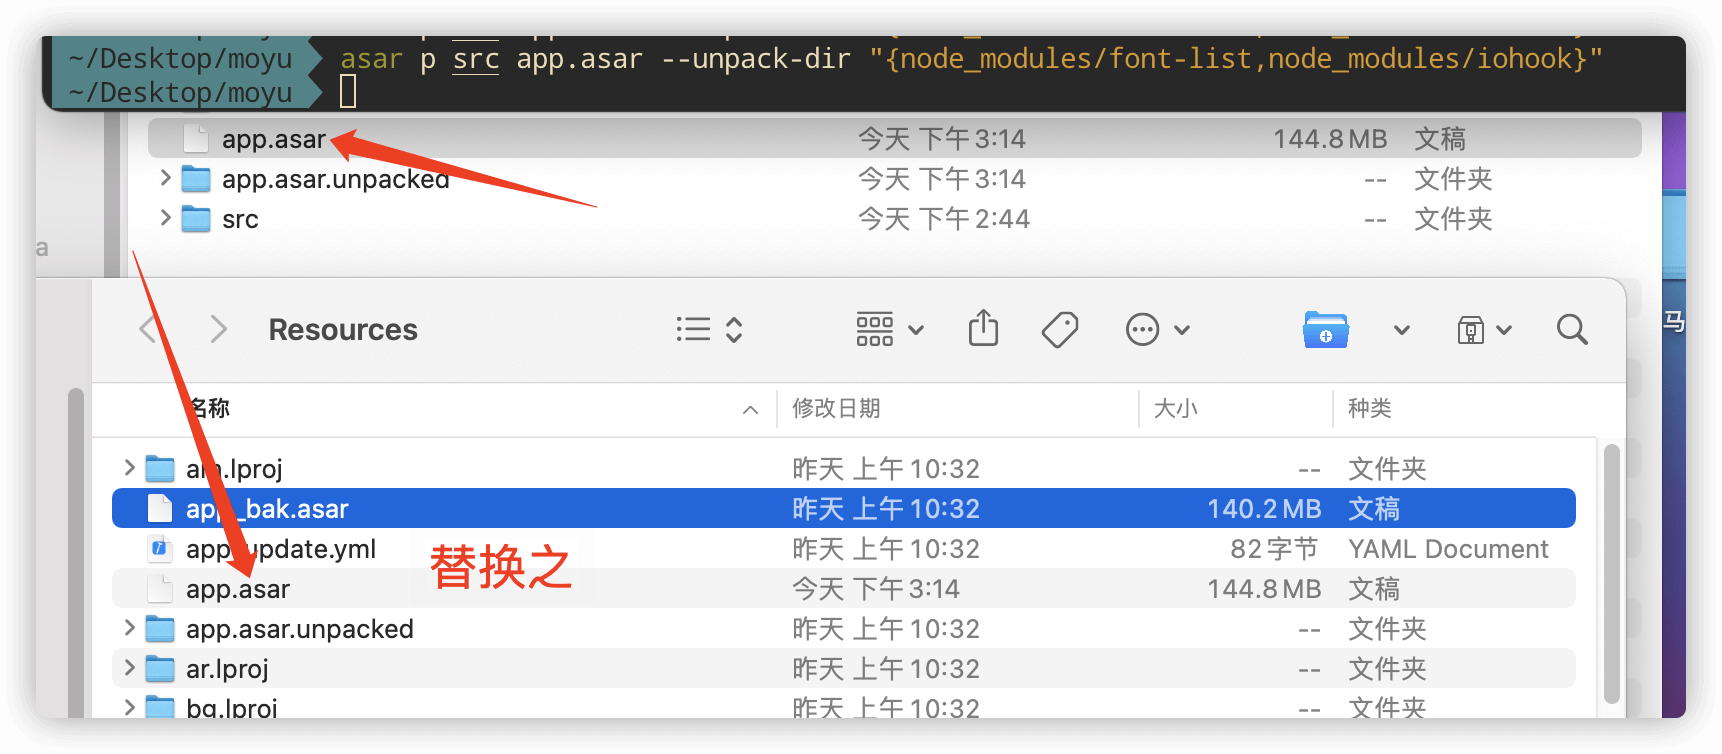 ~/Desktop/moyu asar p src app.asar --unpack-dir "{node_modules/font-list,node_modules/iohook}"
~/Desktop/moyu
app.asar 今天 下午3:14 144.8 MB 文稿
app.asar.unpacked 今天 下午3:14 -- 文件夹
src 今天 下午2:44 -- 文件夹
a
Resources
马
名称 修改日期 大小 种类
am.lproj 昨天 上午10:32 -- 文件夹
app_bak.asar 昨天 上午10:32 140.2 MB 文稿
app-update.yml 昨天 上午10:32 82 字节 YAML Document
替换之
app.asar 今天 下午3:14 144.8 MB 文稿
app.asar.unpacked 昨天 上午10:32 -- 文件夹
ar.lproj 昨天 上午10:32 -- 文件夹
bg.lproj 昨天 上午10:32 -- 文件夹